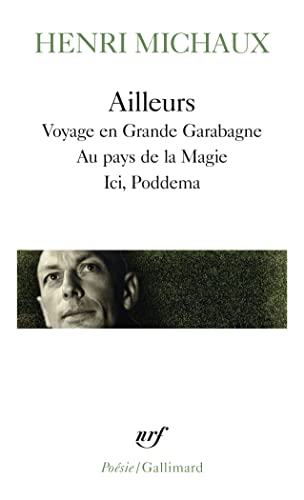 HENRI MICHAUX
Ailleurs
Voyage en Grande Garabagne
Au pays de la Magie
Ici, Poddema
nrf
Poésie/Gallimard